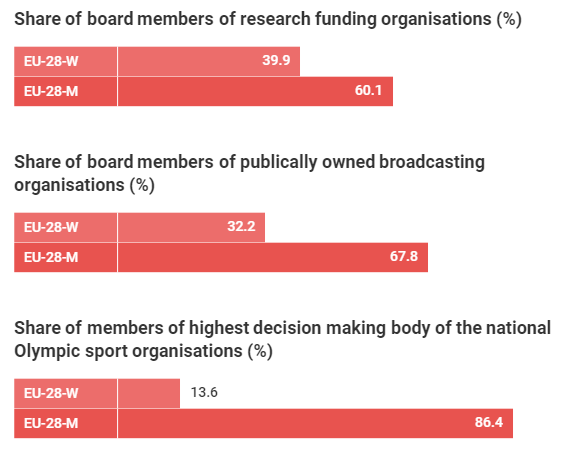 Share of board members of research funding organisations (%)
EU-28-W 39.9
EU-28-M 60.1
Share of board members of publically owned broadcasting
organisations (%)
EU-28-W 32.2
EU-28-M 67.8
Share of members of highest decision making body of the national
Olympic sport organisations (%)
EU-28-W 13.6
EU-28-M 86.4